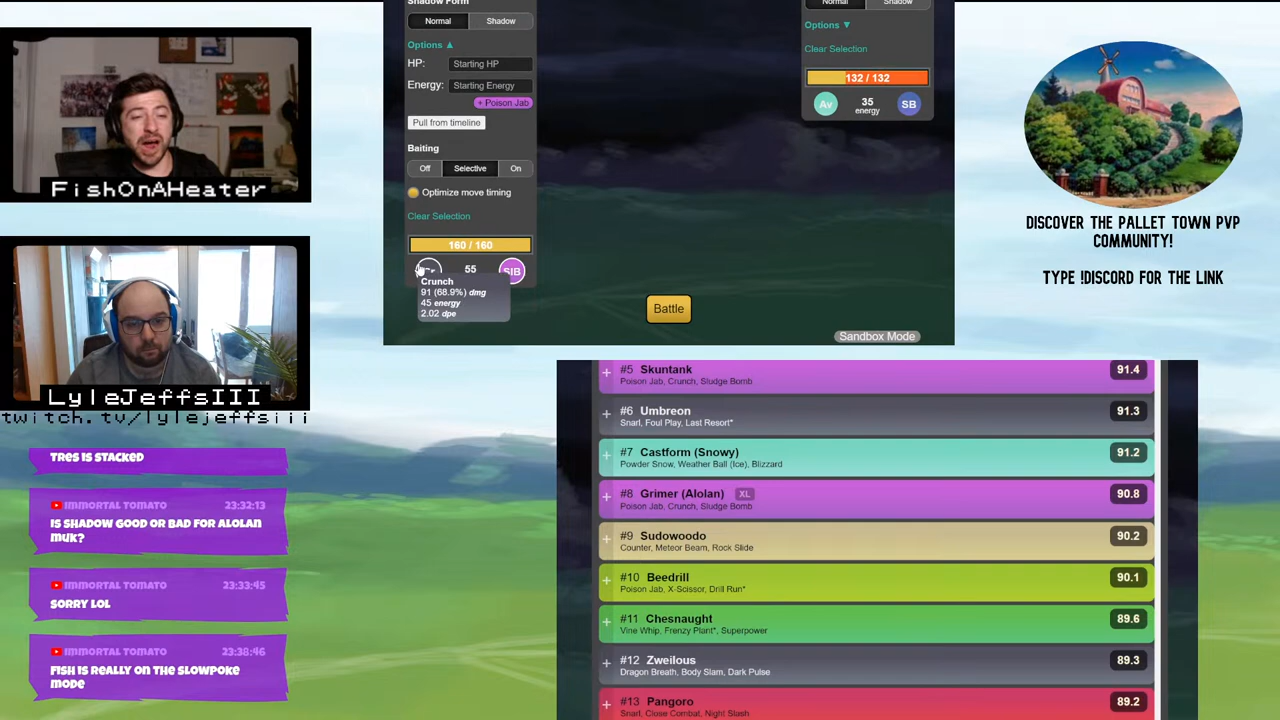 FishOnAHeater
LyleJeffsIII
twitch.tv/lylejeffsiii
TRES IS STACKED
IMMORTAL TOMATO 23:32:13
IS SHADOW GOOD OR BAD FOR ALOLAN
MUK?
IMMORTAL TOMATO 23:33:45
SORRY LOL
IMMORTAL TOMATO 23:38:46
FISH IS REALLY ON THE SLOWPOKE
MODE
Shadow Form
Normal Shadow
Options ▲
HP: Starting HP
Energy: Starting Energy
+ Poison Jab
Pull from timeline
Baiting
Off Selective On
Optimize move timing
Clear Selection
160 / 160
55
SlB
Crunch
91 (68.9%) dmg
45 energy
2.02 dpe
Battle
Sandbox Mode
Normal Shadow
Options ▼
Clear Selection
132 / 132
Av 35 SB
energy
#5 Skuntank 91.4
Poison Jab, Crunch, Sludge Bomb
#6 Umbreon 91.3
Snarl, Foul Play, Last Resort*
#7 Castform (Snowy) 91.2
Powder Snow, Weather Ball (Ice), Blizzard
#8 Grimer (Alolan) XL 90.8
Poison Jab, Crunch, Sludge Bomb
#9 Sudowoodo 90.2
Counter, Meteor Beam, Rock Slide
#10 Beedrill 90.1
Poison Jab, X-Scissor, Drill Run*
#11 Chesnaught 89.6
Vine Whip, Frenzy Plant*, Superpower
#12 Zweilous 89.3
Dragon Breath, Body Slam, Dark Pulse
#13 Pangoro 89.2
Snarl, Close Combat, Night Slash
DISCOVER THE PALLET TOWN PVP
COMMUNITY!
TYPE !DISCORD FOR THE LINK